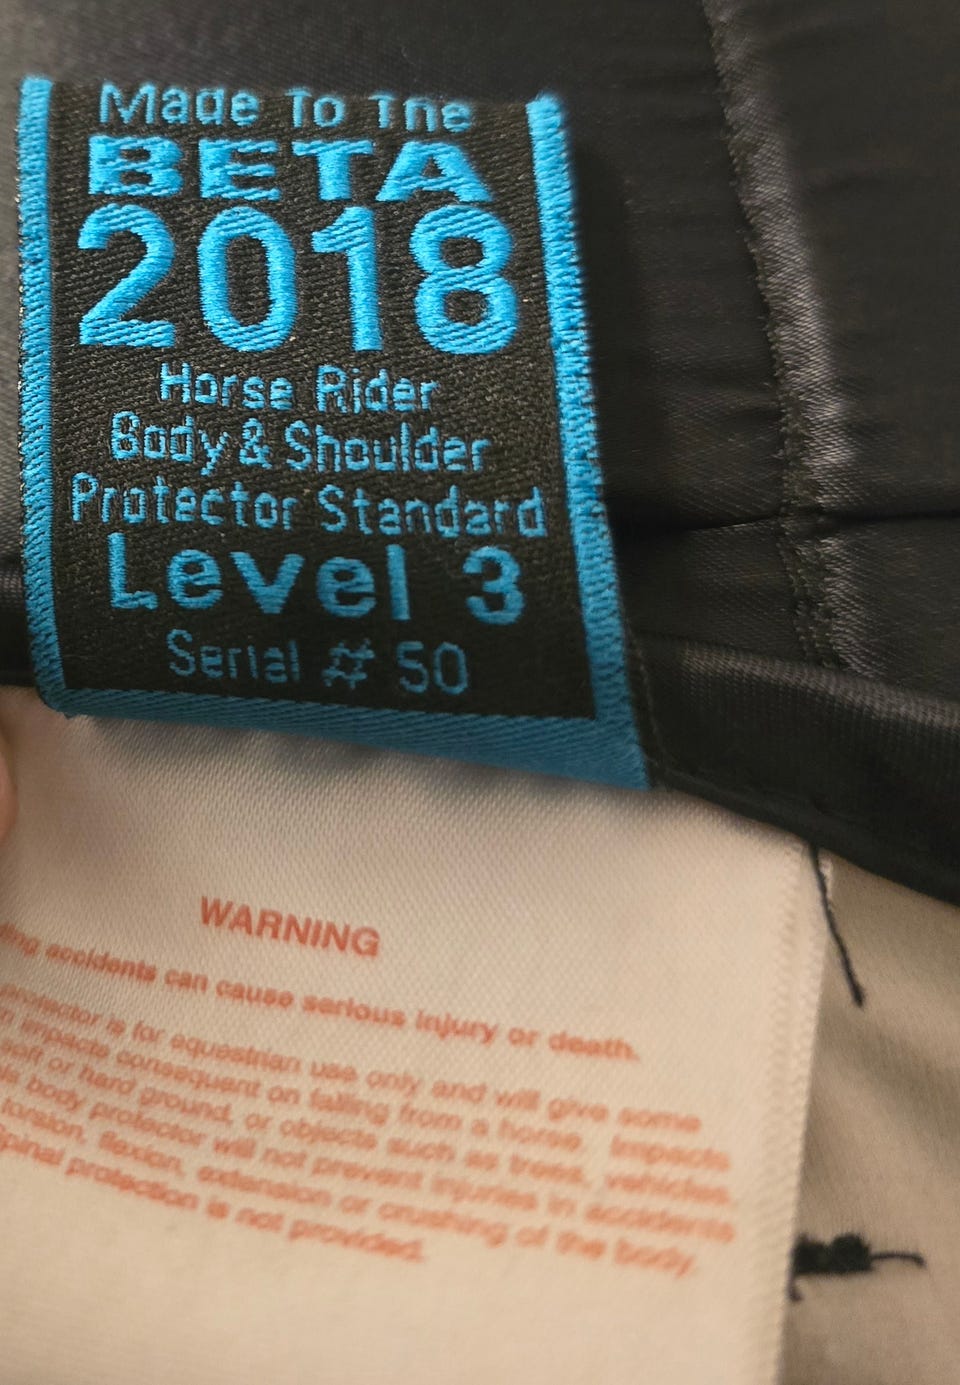 Made To The
BETA
2018
Horse Rider
Body & Shoulder
Protector Standard
Level 3
Serial # 50
WARNING
accidents can cause serious injury or death.
protector is for equestrian use only and will give some
impacts consequent on falling from a horse. Impacts
soft or hard ground, or objects such as trees, vehicles,
body protector will not prevent injuries in accidents
torsion, flexion, extension or crushing of the body.
Spinal protection is not provided.